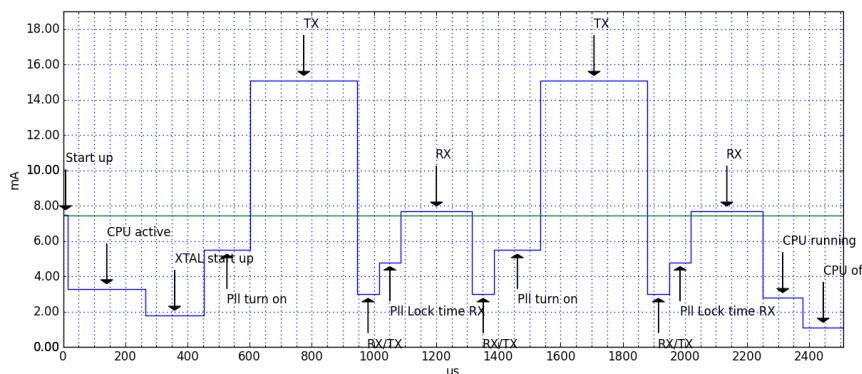 TX
TX
18.00
16.00
14.00
12.00
10.00
8.00
6.00
4.00
2.00
0.00
mA
Start up
CPU active
XTAL start up
Pll turn on
RX
Pll Lock time RX
RX/TX
RX/TX
Pll turn on
RX
Pll Lock time RX
RX/TX
CPU running
CPU of
0
200
400
600
800
1000
1200
1400
1600
1800
2000
2200
2400
us